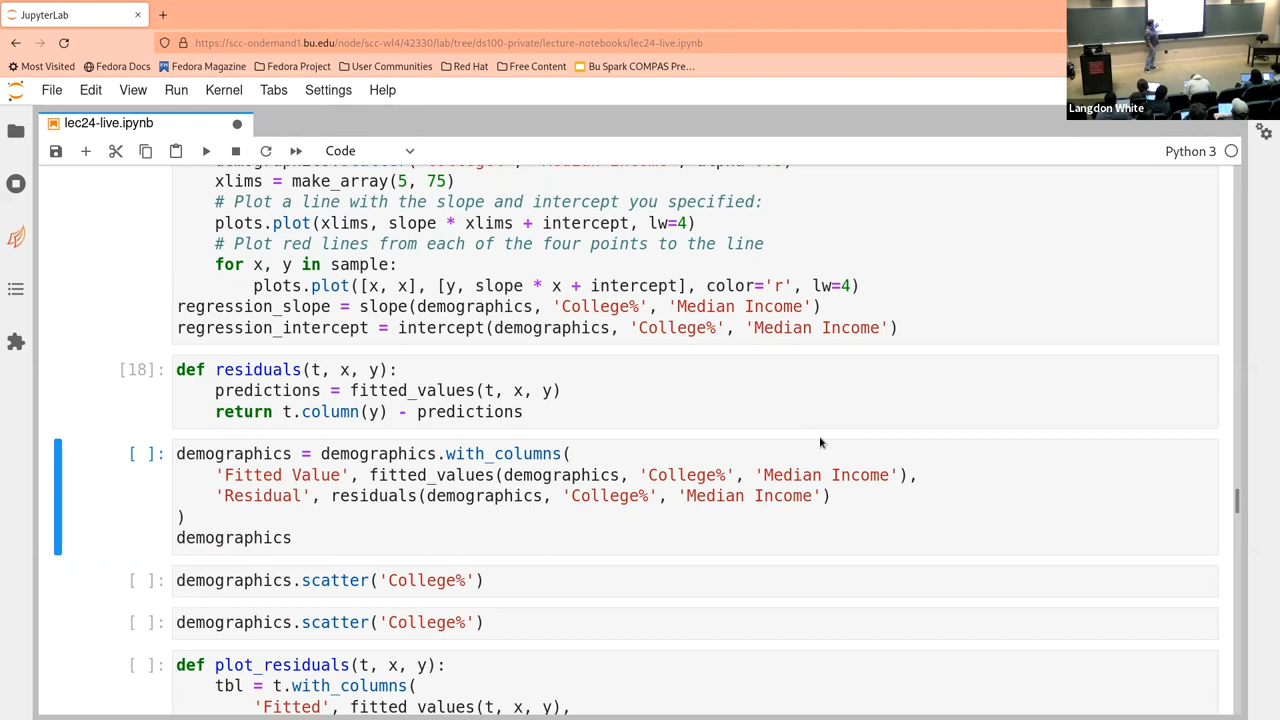 JupyterLab
https://scc-ondemand1.bu.edu/node/scc-wl4/42330/lab/tree/ds100-private/lecture-notebooks/lec24-live.ipynb
Most Visited Fedora Docs Fedora Magazine Fedora Project User Communities Red Hat Free Content Bu Spark COMPAS Pre…
Langdon White
File Edit View Run Kernel Tabs Settings Help
lec24-live.ipynb
Code Python 3
xlims = make_array(5, 75)
# Plot a line with the slope and intercept you specified:
plots.plot(xlims, slope * xlims + intercept, lw=4)
# Plot red lines from each of the four points to the line
for x, y in sample:
plots.plot([x, x], [y, slope * x + intercept], color='r', lw=4)
regression_slope = slope(demographics, 'College%', 'Median Income')
regression_intercept = intercept(demographics, 'College%', 'Median Income')
[18]: def residuals(t, x, y):
predictions = fitted_values(t, x, y)
return t.column(y) - predictions
[ ]: demographics = demographics.with_columns(
'Fitted Value', fitted_values(demographics, 'College%', 'Median Income'),
'Residual', residuals(demographics, 'College%', 'Median Income')
)
demographics
[ ]: demographics.scatter('College%')
[ ]: demographics.scatter('College%')
[ ]: def plot_residuals(t, x, y):
tbl = t.with_columns(
'Fitted', fitted_values(t, x, y),